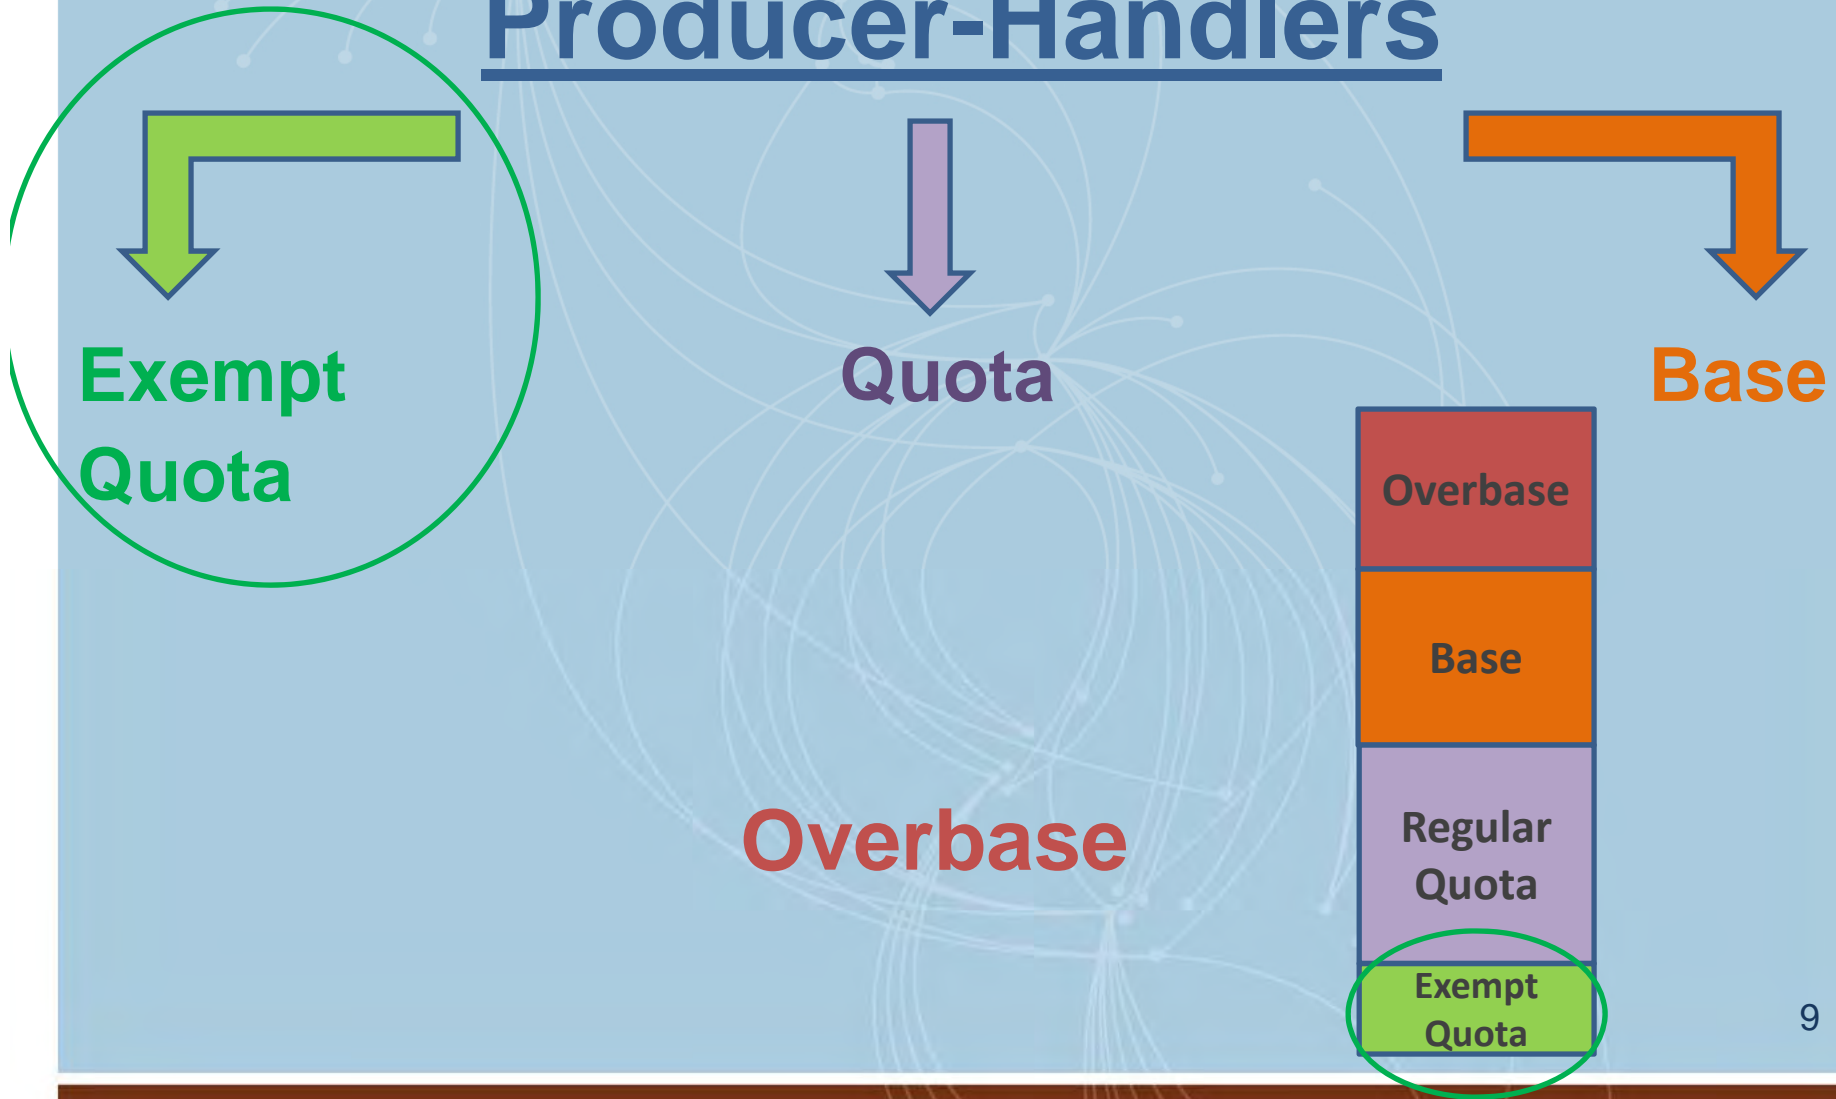 Producer-Handlers
Exempt
Quota
Quota
Base
Overbase
Overbase
Base
Regular
Quota
Exempt
Quota
9